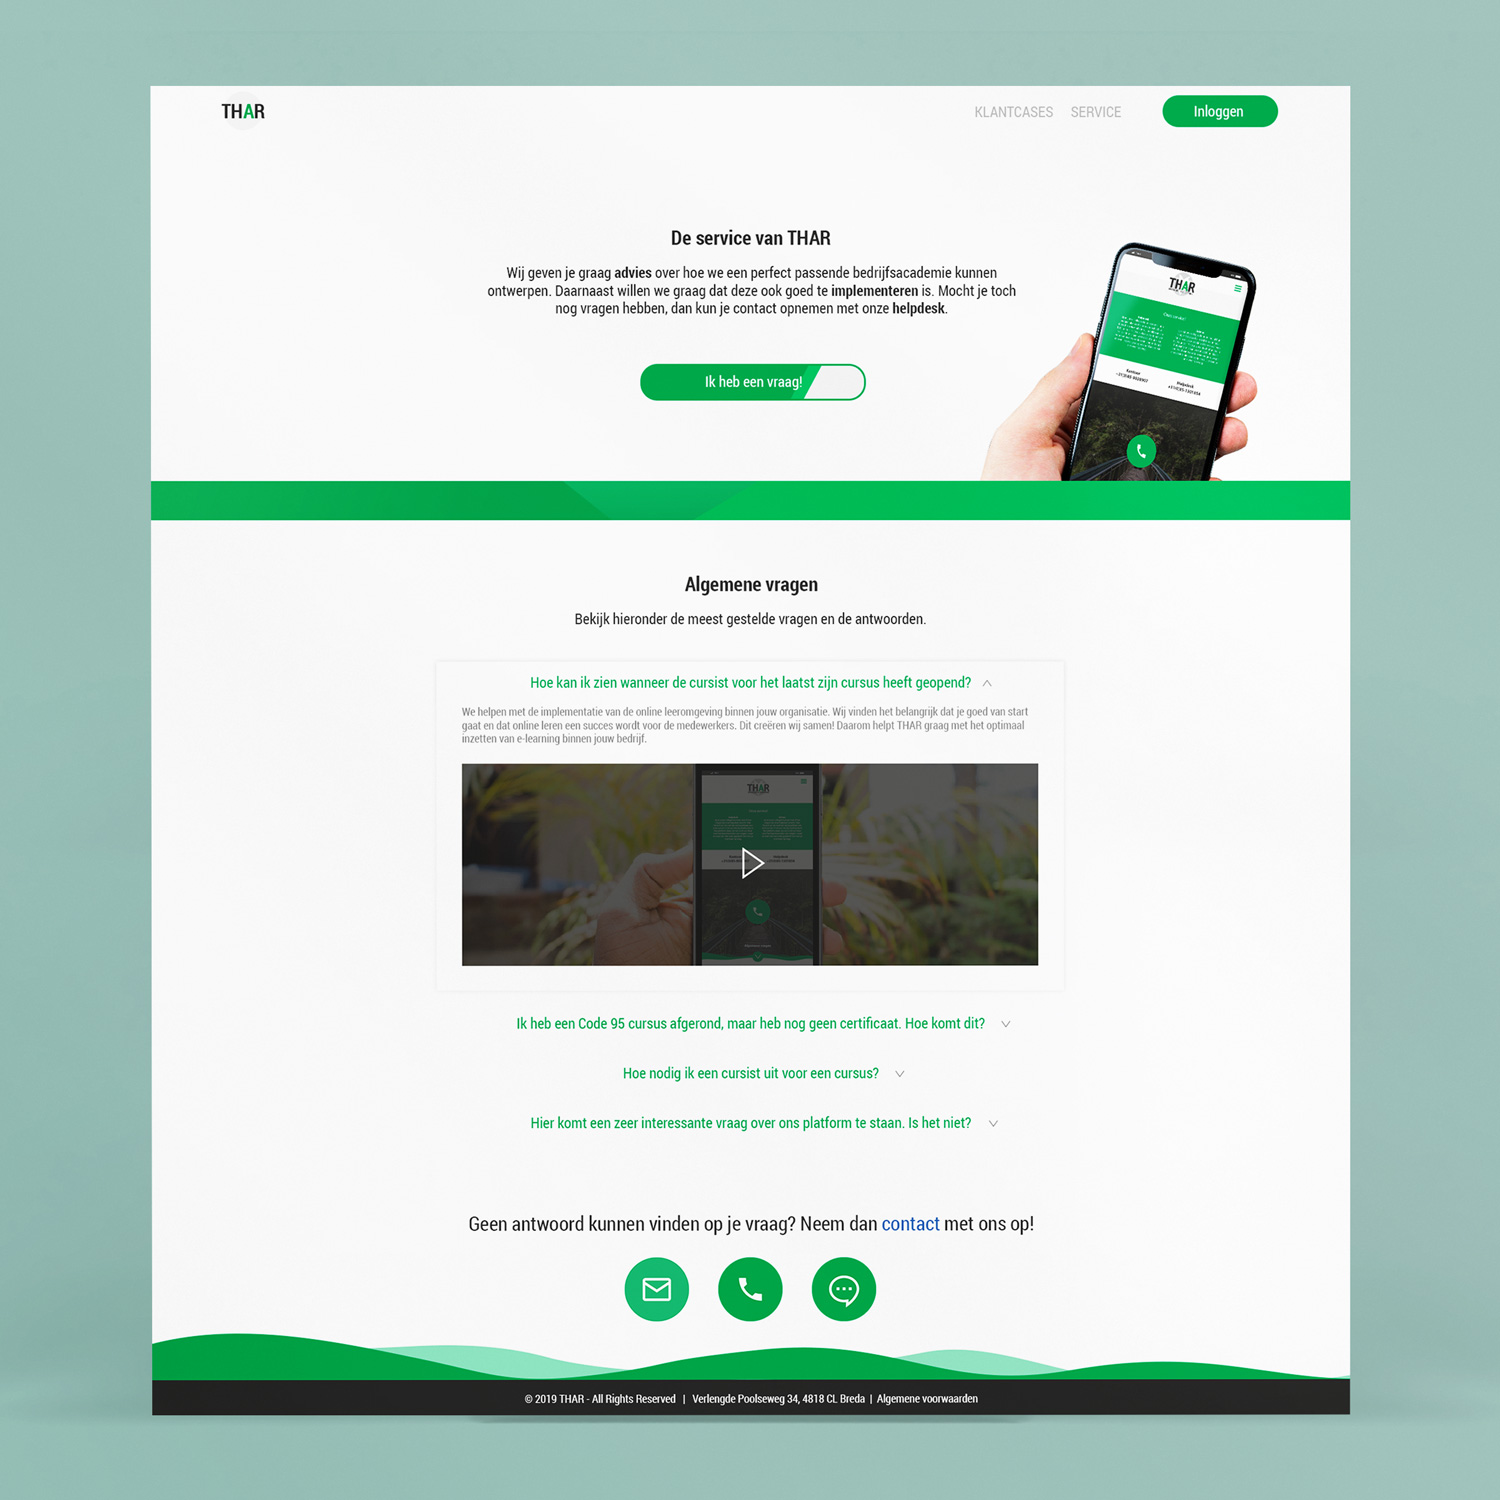 THAR
KLANTCASES SERVICE Inloggen
De service van THAR
Wij geven je graag advies over hoe we een perfect passende bedrijfsacademie kunnen
ontwerpen. Daarnaast willen we graag dat deze ook goed te implementeren is. Mocht je toch
nog vragen hebben, dan kun je contact opnemen met onze helpdesk.
Ik heb een vraag!
THAR
Algemene vragen
Bekijk hieronder de meest gestelde vragen en de antwoorden.
Hoe kan ik zien wanneer de cursist voor het laatst zijn cursus heeft geopend?
We helpen met de implementatie van de online leeromgeving binnen jouw organisatie. Wij vinden het belangrijk dat je goed van start
gaat en dat online leren een succes wordt voor de medewerkers. Dit creëren wij samen! Daarom helpt THAR graag met het optimaal
inzetten van e-learning binnen jouw bedrijf.
THAR
Ik heb een Code 95 cursus afgerond, maar heb nog geen certificaat. Hoe komt dit?
Hoe nodig ik een cursist uit voor een cursus?
Hier komt een zeer interessante vraag over ons platform te staan. Is het niet?
Geen antwoord kunnen vinden op je vraag? Neem dan contact met ons op!
© 2019 THAR - All Rights Reserved | Verlengde Poolseweg 34, 4818 CL Breda | Algemene voorwaarden